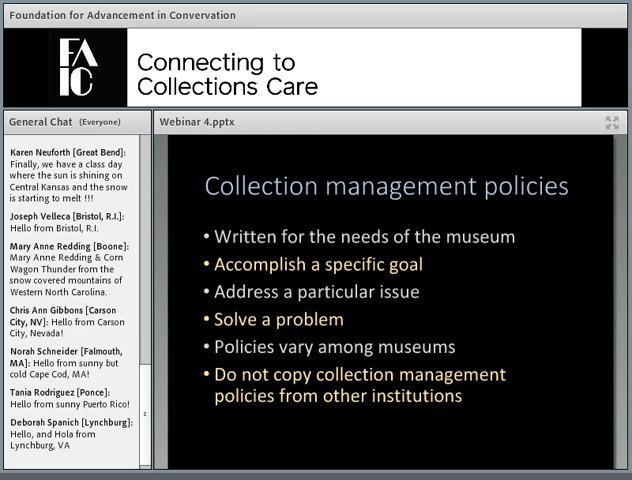 Foundation for Advancement in Convervation
FA
IC
Connecting to
Collections Care
General Chat (Everyone)
Karen Neuforth [Great Bend]:
Finally, we have a class day
where the sun is shining on
Central Kansas and the snow
is starting to melt !!!
Joseph Velleca [Bristol, R.I.]:
Hello from Bristol, R.I.
Mary Anne Redding [Boone]:
Mary Anne Redding & Corn
Wagon Thunder from the
snow covered mountains of
Western North Carolina.
Chris Ann Gibbons [Carson
City, NV]: Hello from Carson
City, Nevada!
Norah Schneider [Falmouth,
MA]: Hello from sunny but
cold Cape Cod, MA!
Tania Rodriguez [Ponce]:
Hello from sunny Puerto Rico!
Deborah Spanich [Lynchburg]:
Hello, and Hola from
Lynchburg, VA
Webinar 4.pptx
Collection management policies
• Written for the needs of the museum
• Accomplish a specific goal
• Address a particular issue
• Solve a problem
• Policies vary among museums
• Do not copy collection management
policies from other institutions